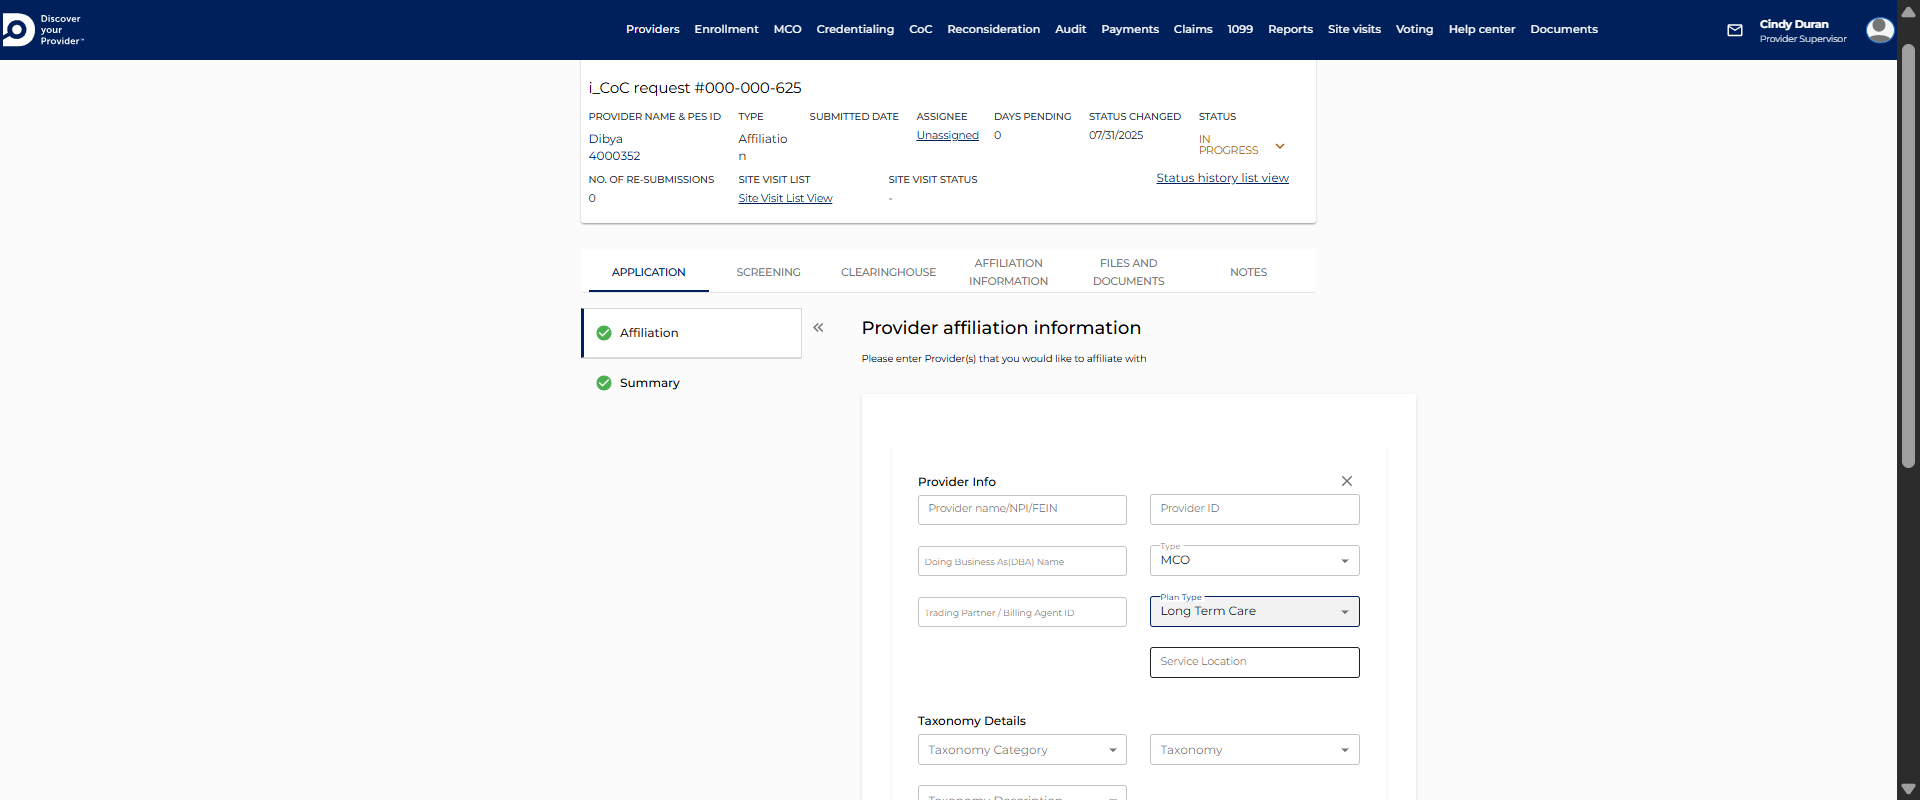 Discover
your
Provider™
Providers Enrollment MCO Credentialing CoC Reconsideration Audit Payments Claims 1099 Reports Site visits Voting Help center Documents
Cindy Duran
Provider Supervisor
i_CoC request #000-000-625
PROVIDER NAME & PES ID TYPE SUBMITTED DATE ASSIGNEE DAYS PENDING STATUS CHANGED STATUS
Dibya Affiliatio Unassigned 0 07/31/2025 IN
4000352 n PROGRESS
NO. OF RE-SUBMISSIONS SITE VISIT LIST SITE VISIT STATUS Status history list view
0 Site Visit List View -
APPLICATION SCREENING CLEARINGHOUSE AFFILIATION INFORMATION FILES AND DOCUMENTS NOTES
Affiliation
Summary
Provider affiliation information
Please enter Provider(s) that you would like to affiliate with
Provider Info
Provider name/NPI/FEIN Provider ID
Type
Doing Business As(DBA) Name MCO
Plan Type
Trading Partner / Billing Agent ID Long Term Care
Service Location
Taxonomy Details
Taxonomy Category Taxonomy
Taxonomy Description